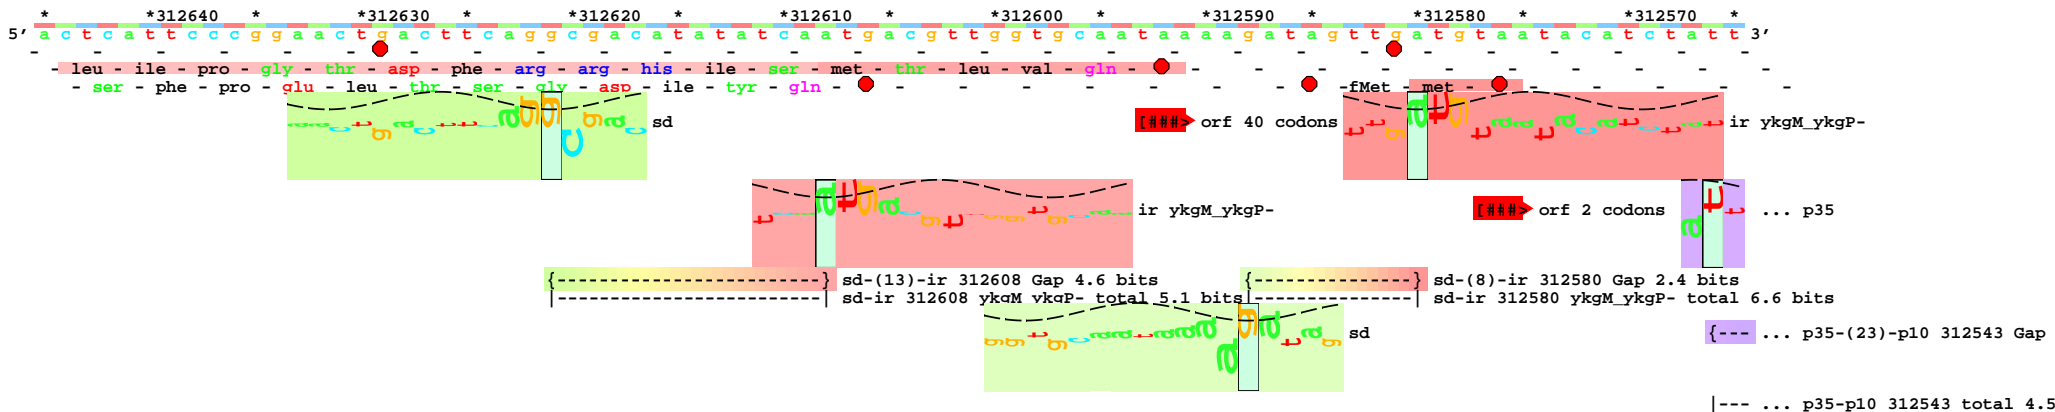 * *312640 * *312630 * *312620 * *312610 * *312600 * *312590 * *312580 * *312570 *
5' a c t c a t t c c c g g a a c t g a c t t c a g g c g a c a t a t a t c a a t g a c g t t g g t g c a a t a a a a g a t a g t t g a t g t a a t a c a t c t a t t 3'
- leu - ile - pro - gly - thr - asp - phe - arg - arg - his - ile - ser - met - thr - leu - val - gln -
- ser - phe - pro - glu - leu - thr - ser - gly - asp - ile - tyr - gln - -fMet - met -
sd
[###> orf 40 codons
ir ykgM_ykgP-
ir ykgM_ykgP-
[###> orf 2 codons
... p35
{-------------------------} sd-(13)-ir 312608 Gap 4.6 bits
{---------------} sd-(8)-ir 312580 Gap 2.4 bits
|-------------------------| sd-ir 312608 ykgM_ykgP- total 5.1 bits
|---------------| sd-ir 312580 ykgM_ykgP- total 6.6 bits
sd
{--- ... p35-(23)-p10 312543 Gap
|--- ... p35-p10 312543 total 4.5